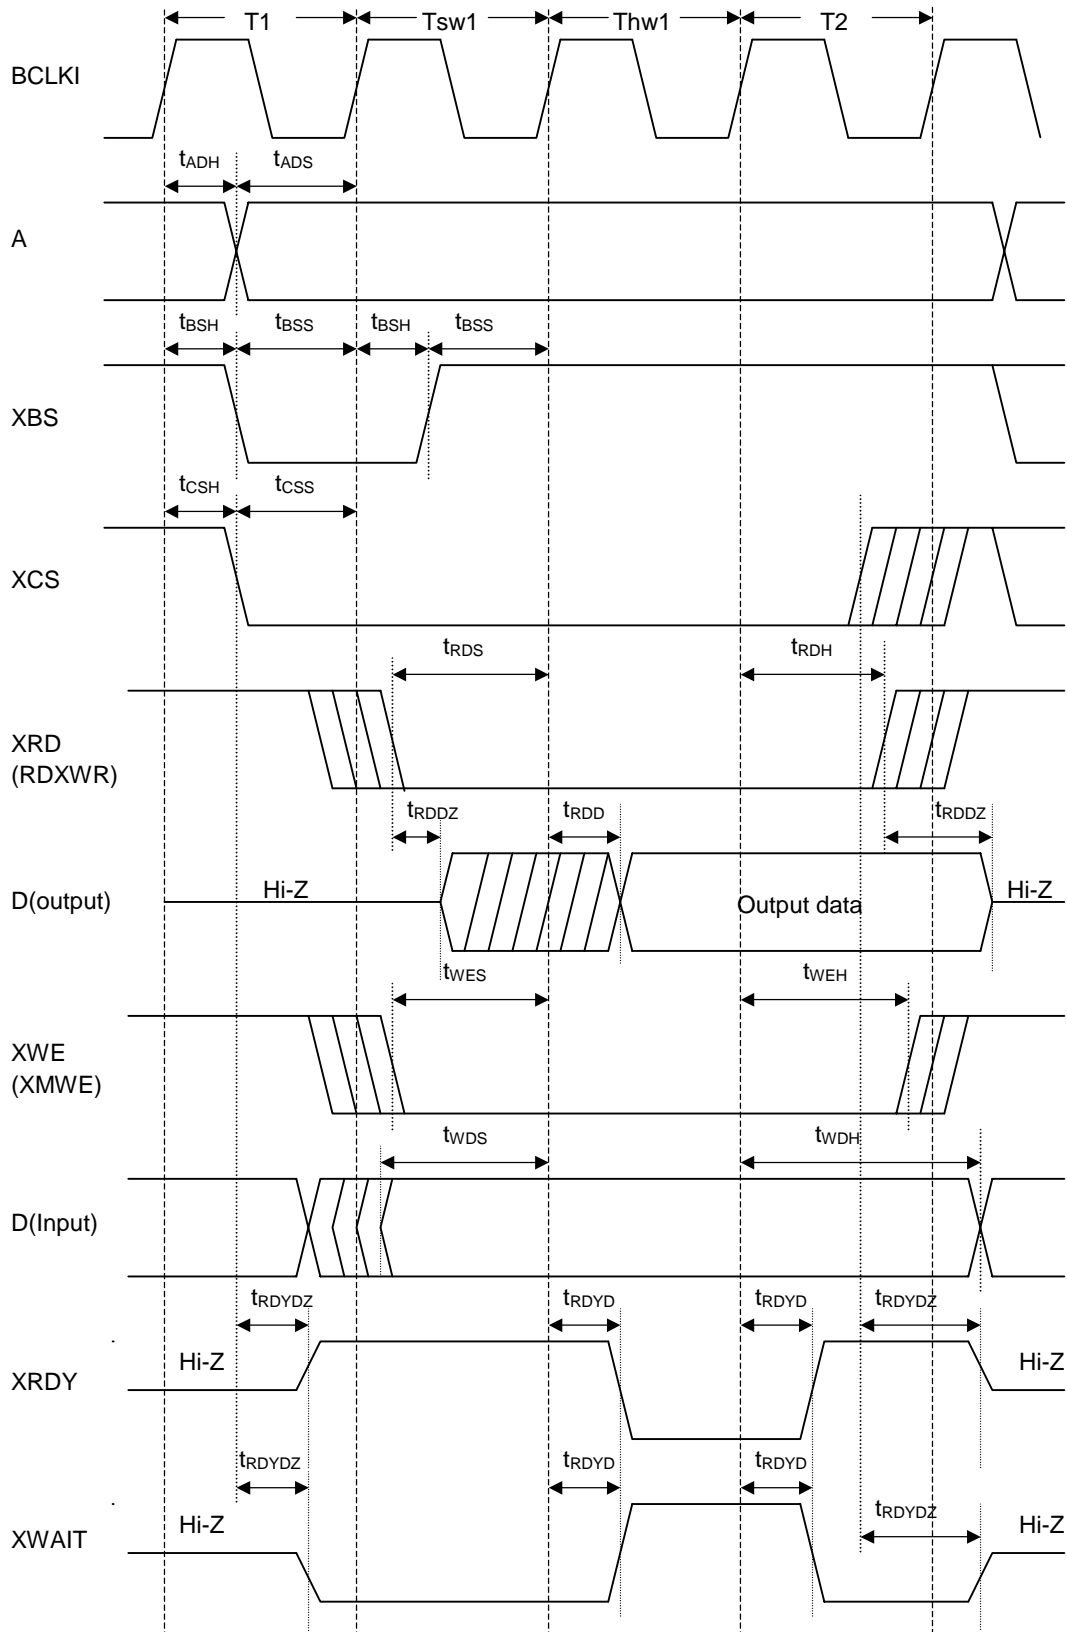 T1 Tsw1 Thw1 T2
BCLKI
tADH tADS
A
tBSH tBSS tBSH tBSS
XBS
tCSH tCSS
XCS
tRDS tRDH
XRD
(RDXWR)
tRDDZ tRDD tRDDZ
D(output) Hi-Z Output data Hi-Z
tWES tWEH
XWE
(XMWE)
tWDS tWDH
D(Input)
tRDYDZ tRDYD tRDYD tRDYDZ
Hi-Z Hi-Z
XRDY
tRDYDZ tRDYD tRDYD
tRDYDZ
Hi-Z Hi-Z
XWAIT